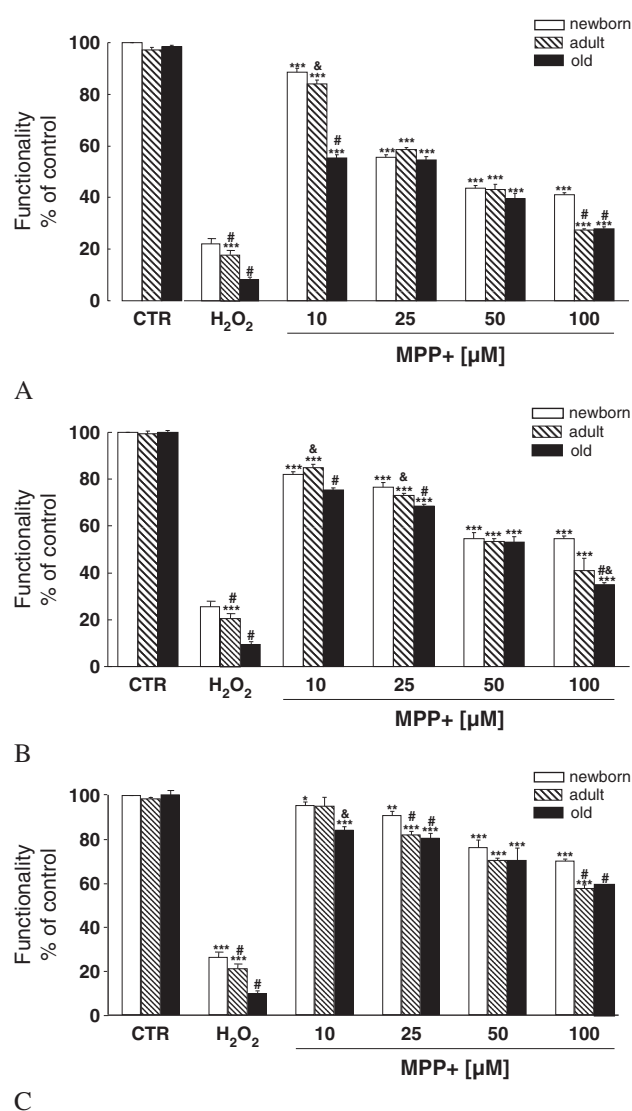 newborn
adult
old
Functionality
% of control
100
80
60
40
20
0
*** & *** # ***
*** *** ***
*** *** ***
*** # *** # ***
# *** #
CTR H₂O₂ 10 25 50 100
MPP+ [µM]
A
newborn
adult
old
Functionality
% of control
100
80
60
40
20
0
*** & *** #
*** & *** # ***
*** *** ***
*** *** #& ***
# *** #
CTR H₂O₂ 10 25 50 100
MPP+ [µM]
B
newborn
adult
old
Functionality
% of control
100
80
60
40
20
0
* & ***
** # *** # ***
*** *** ***
*** # *** #
*** # *** #
CTR H₂O₂ 10 25 50 100
MPP+ [µM]
C